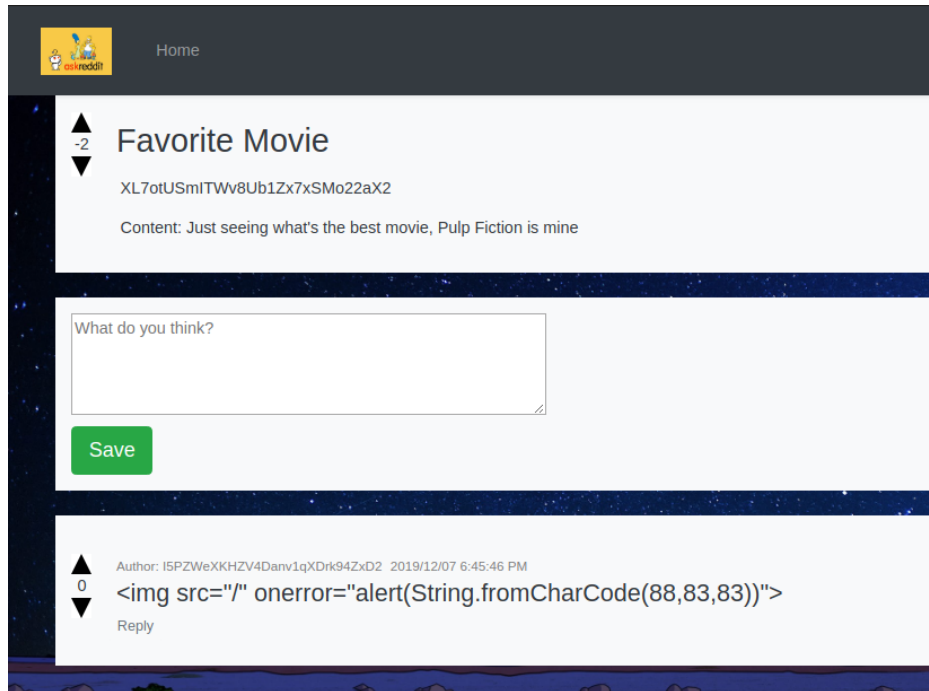 askreddit
Home
-2
Favorite Movie
XL7otUSmITWv8Ub1Zx7xSMo22aX2
Content: Just seeing what's the best movie, Pulp Fiction is mine
What do you think?
Save
Author: I5PZWeXKHZV4Danv1qXDrk94ZxD2 2019/12/07 6:45:46 PM
0
<img src="/" onerror="alert(String.fromCharCode(88,83,83))">
Reply